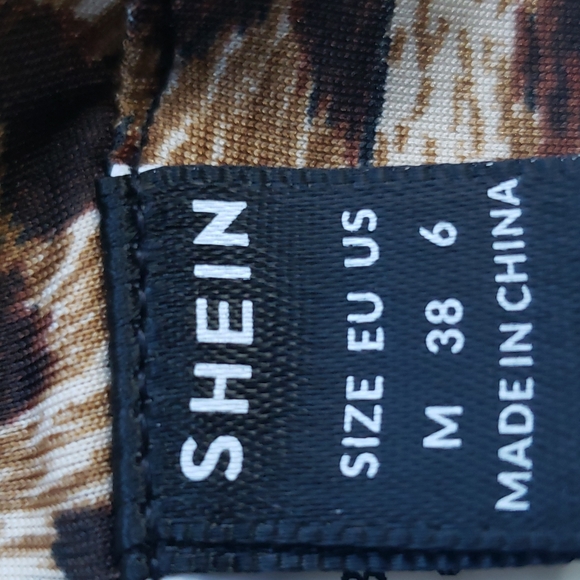 SHEIN
SIZE EU US
M 38 6
MADE IN CHINA